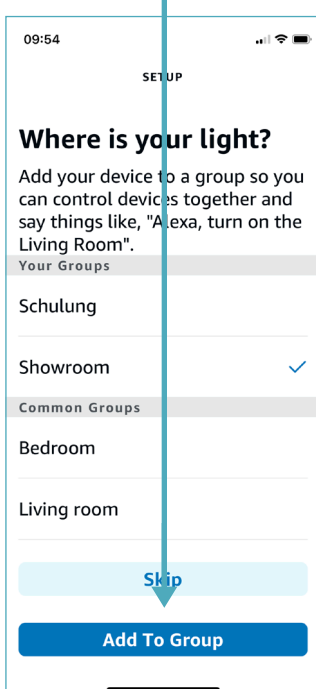 09:54
SETUP
Where is your light?
Add your device to a group so you
can control devices together and
say things like, "Alexa, turn on the
Living Room".
Your Groups
Schulung
Showroom
Common Groups
Bedroom
Living room
Skip
Add To Group